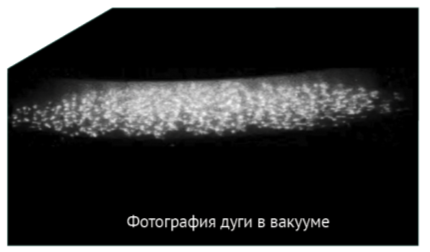 Фотография дуги в вакууме